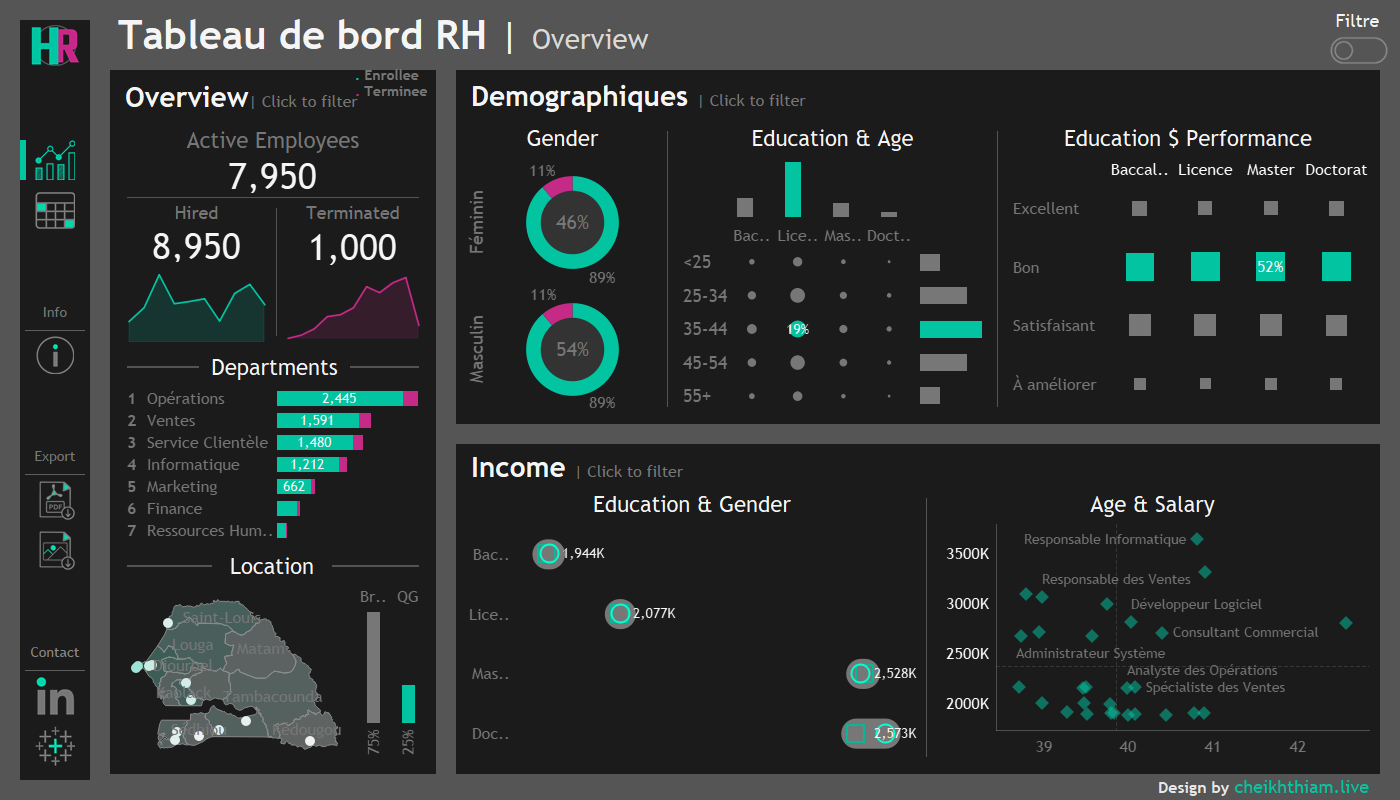 HR
Tableau de bord RH | Overview
Filtre
Info
Export
PDF
Contact
in
Overview | Click to filter
. Enrollee
. Terminee
Active Employees
7,950
Hired
8,950
Terminated
1,000
Departments
1 Opérations 2,445
2 Ventes 1,591
3 Service Clientèle 1,480
4 Informatique 1,212
5 Marketing 662
6 Finance
7 Ressources Hum..
Location
Saint-Louis
Louga
Matam
Tambacounda
Kédougou
Br.. QG
75% 25%
Demographiques | Click to filter
Gender
Féminin
11%
46%
89%
Masculin
11%
54%
89%
Education & Age
Bac.. Lice.. Mas.. Doct..
<25
25-34
35-44 19%
45-54
55+
Education $ Performance
Baccal.. Licence Master Doctorat
Excellent
Bon 52%
Satisfaisant
À améliorer
Income | Click to filter
Education & Gender
Bac.. 1,944K
Lice.. 2,077K
Mas.. 2,528K
Doc.. 2,573K
Age & Salary
3500K
3000K
2500K
2000K
Responsable Informatique
Responsable des Ventes
Développeur Logiciel
Consultant Commercial
Administrateur Système
Analyste des Opérations
Spécialiste des Ventes
39 40 41 42
Design by cheikhthiam.live